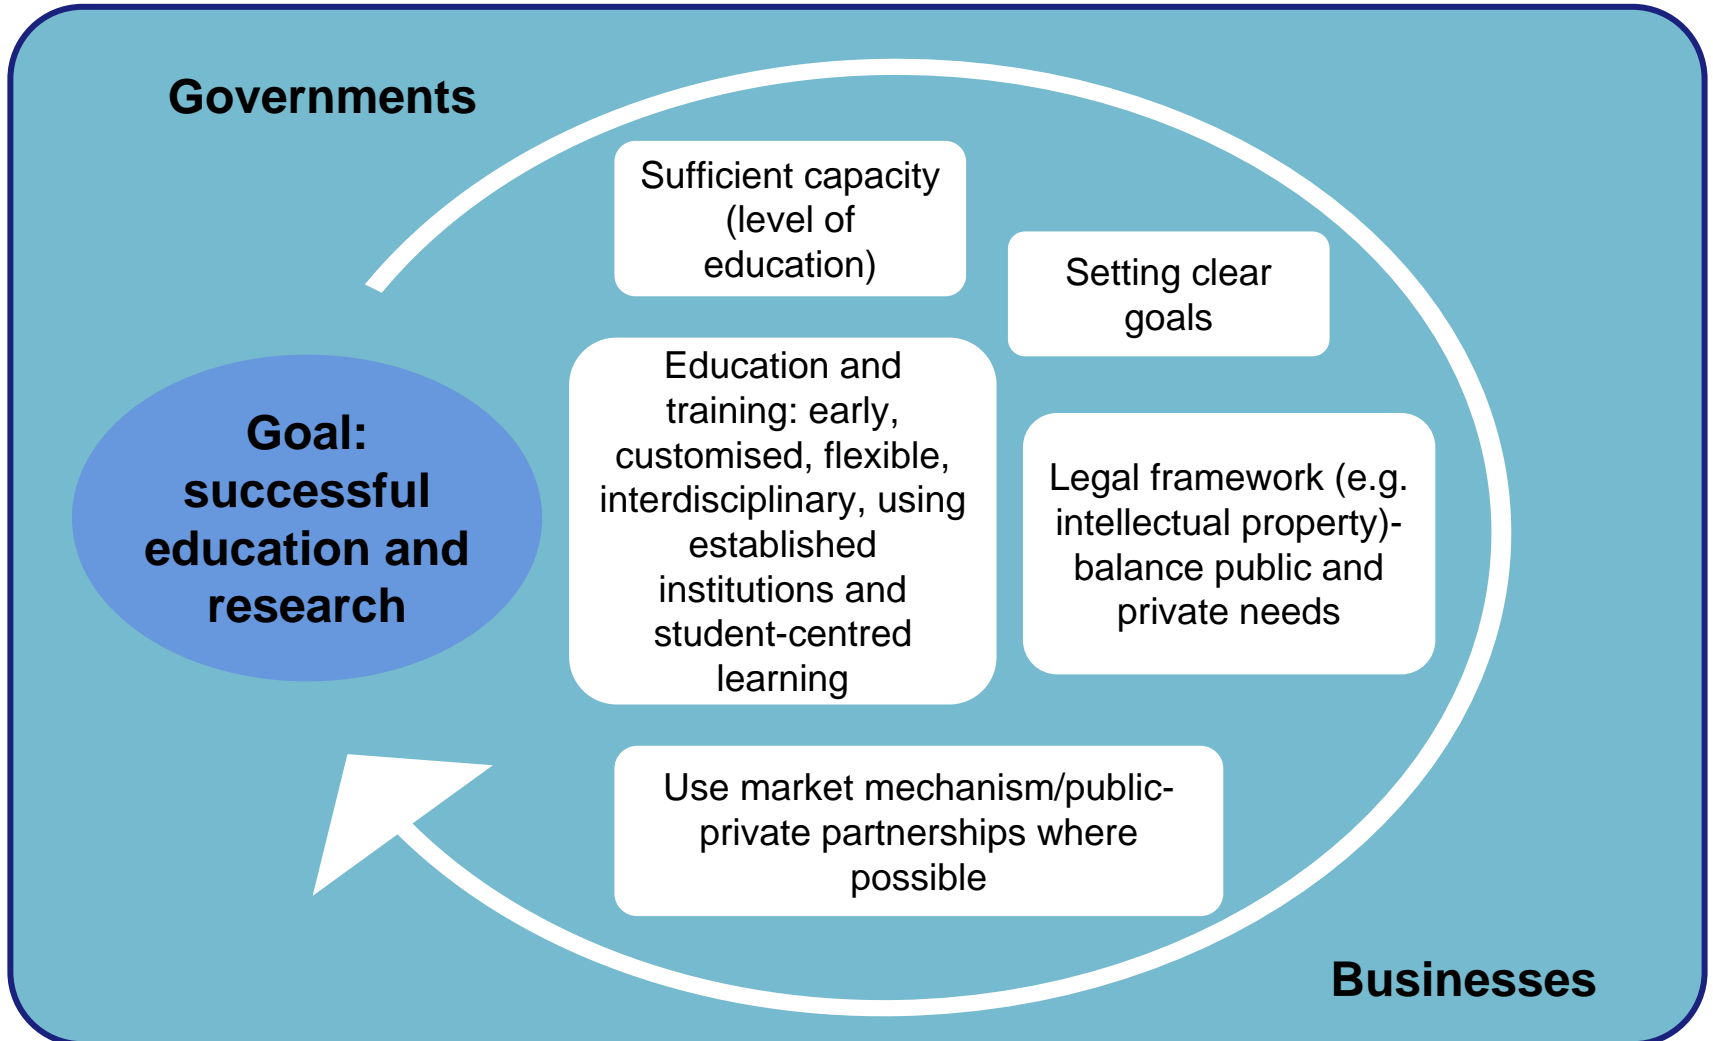 Governments
Sufficient capacity
(level of
education)
Setting clear
goals
Goal:
successful
education and
research
Education and
training: early,
customised, flexible,
interdisciplinary, using
established
institutions and
student-centred
learning
Legal framework (e.g.
intellectual property)-
balance public and
private needs
Use market mechanism/public-
private partnerships where
possible
Businesses